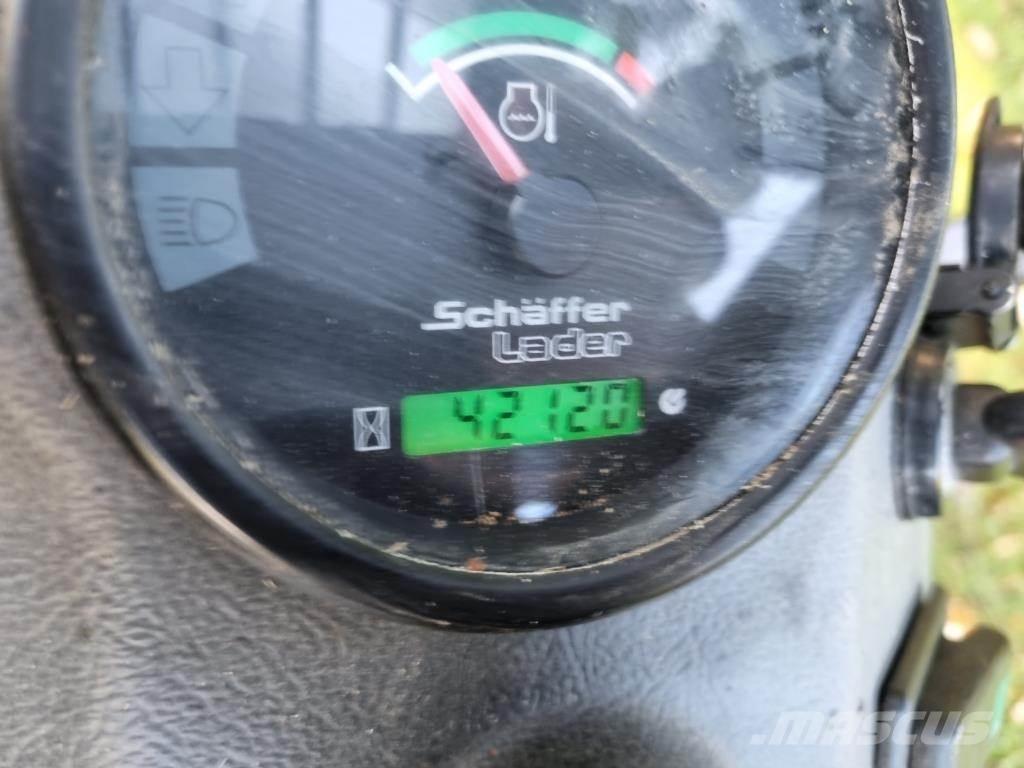 Schäffer
Lader
42120
MASCUS